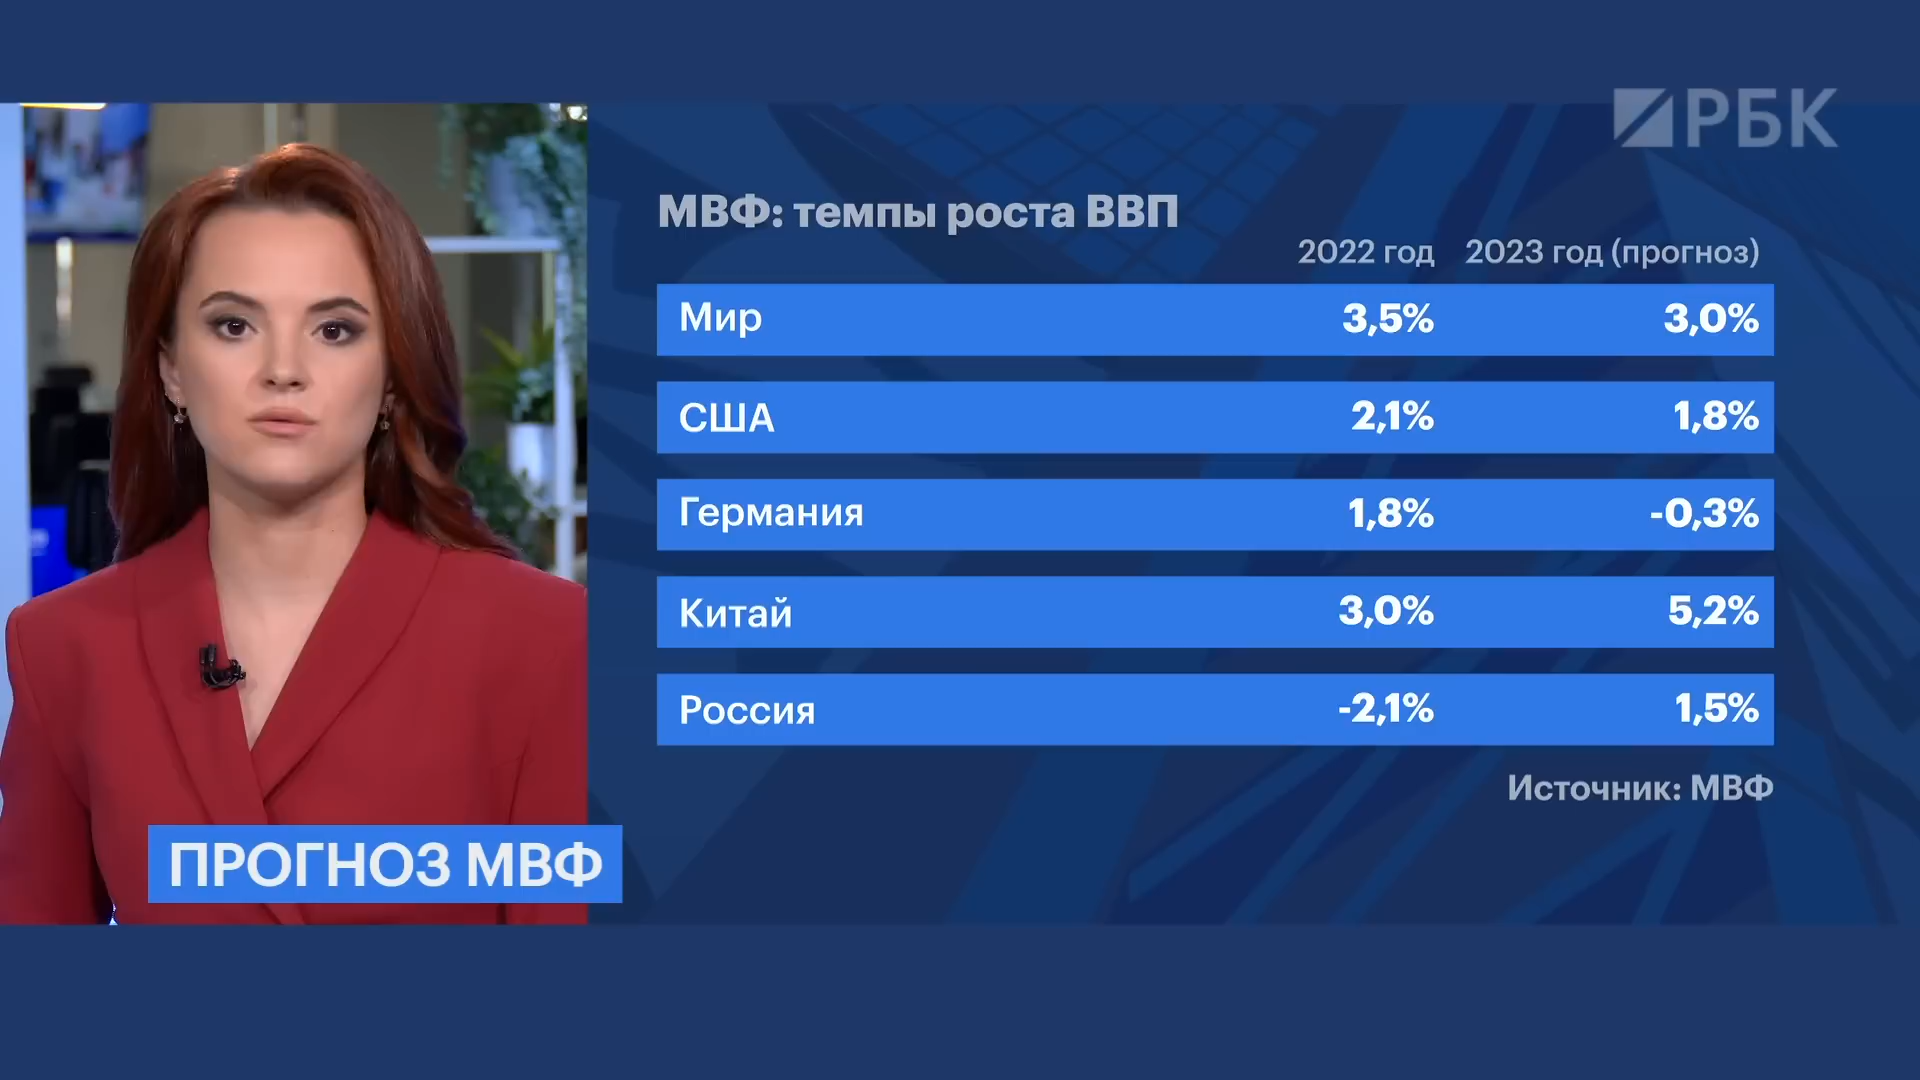 РБК
МВФ: темпы роста ВВП
2022 год 2023 год (прогноз)
Мир 3,5% 3,0%
США 2,1% 1,8%
Германия 1,8% -0,3%
Китай 3,0% 5,2%
Россия -2,1% 1,5%
Источник: МВФ
ПРОГНОЗ МВФ